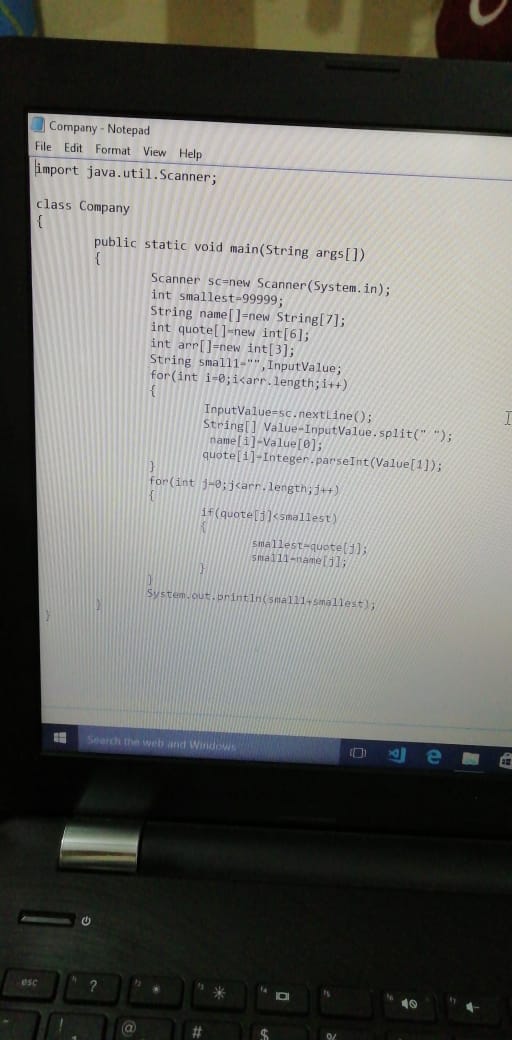 Company - Notepad
File Edit Format View Help
import java.util.Scanner;
class Company
{
public static void main(String args[])
{
Scanner sc=new Scanner(System.in);
int smallest=99999;
String name[]=new String[7];
int quote[]=new int[6];
int arr[]=new int[3];
String small1="",InputValue;
for(int i=0;i<arr.length;i++)
{
InputValue=sc.nextLine();
String[] Value=InputValue.split(" ");
name[i]=Value[0];
quote[i]=Integer.parseInt(Value[1]);
}
for(int j=0;j<arr.length;j++)
{
if(quote[j]<smallest)
{
smallest=quote[j];
small1=name[j];
}
}
System.out.println(small1+smallest);
}
}
Search the web and Windows
esc ?
! @ # $ %